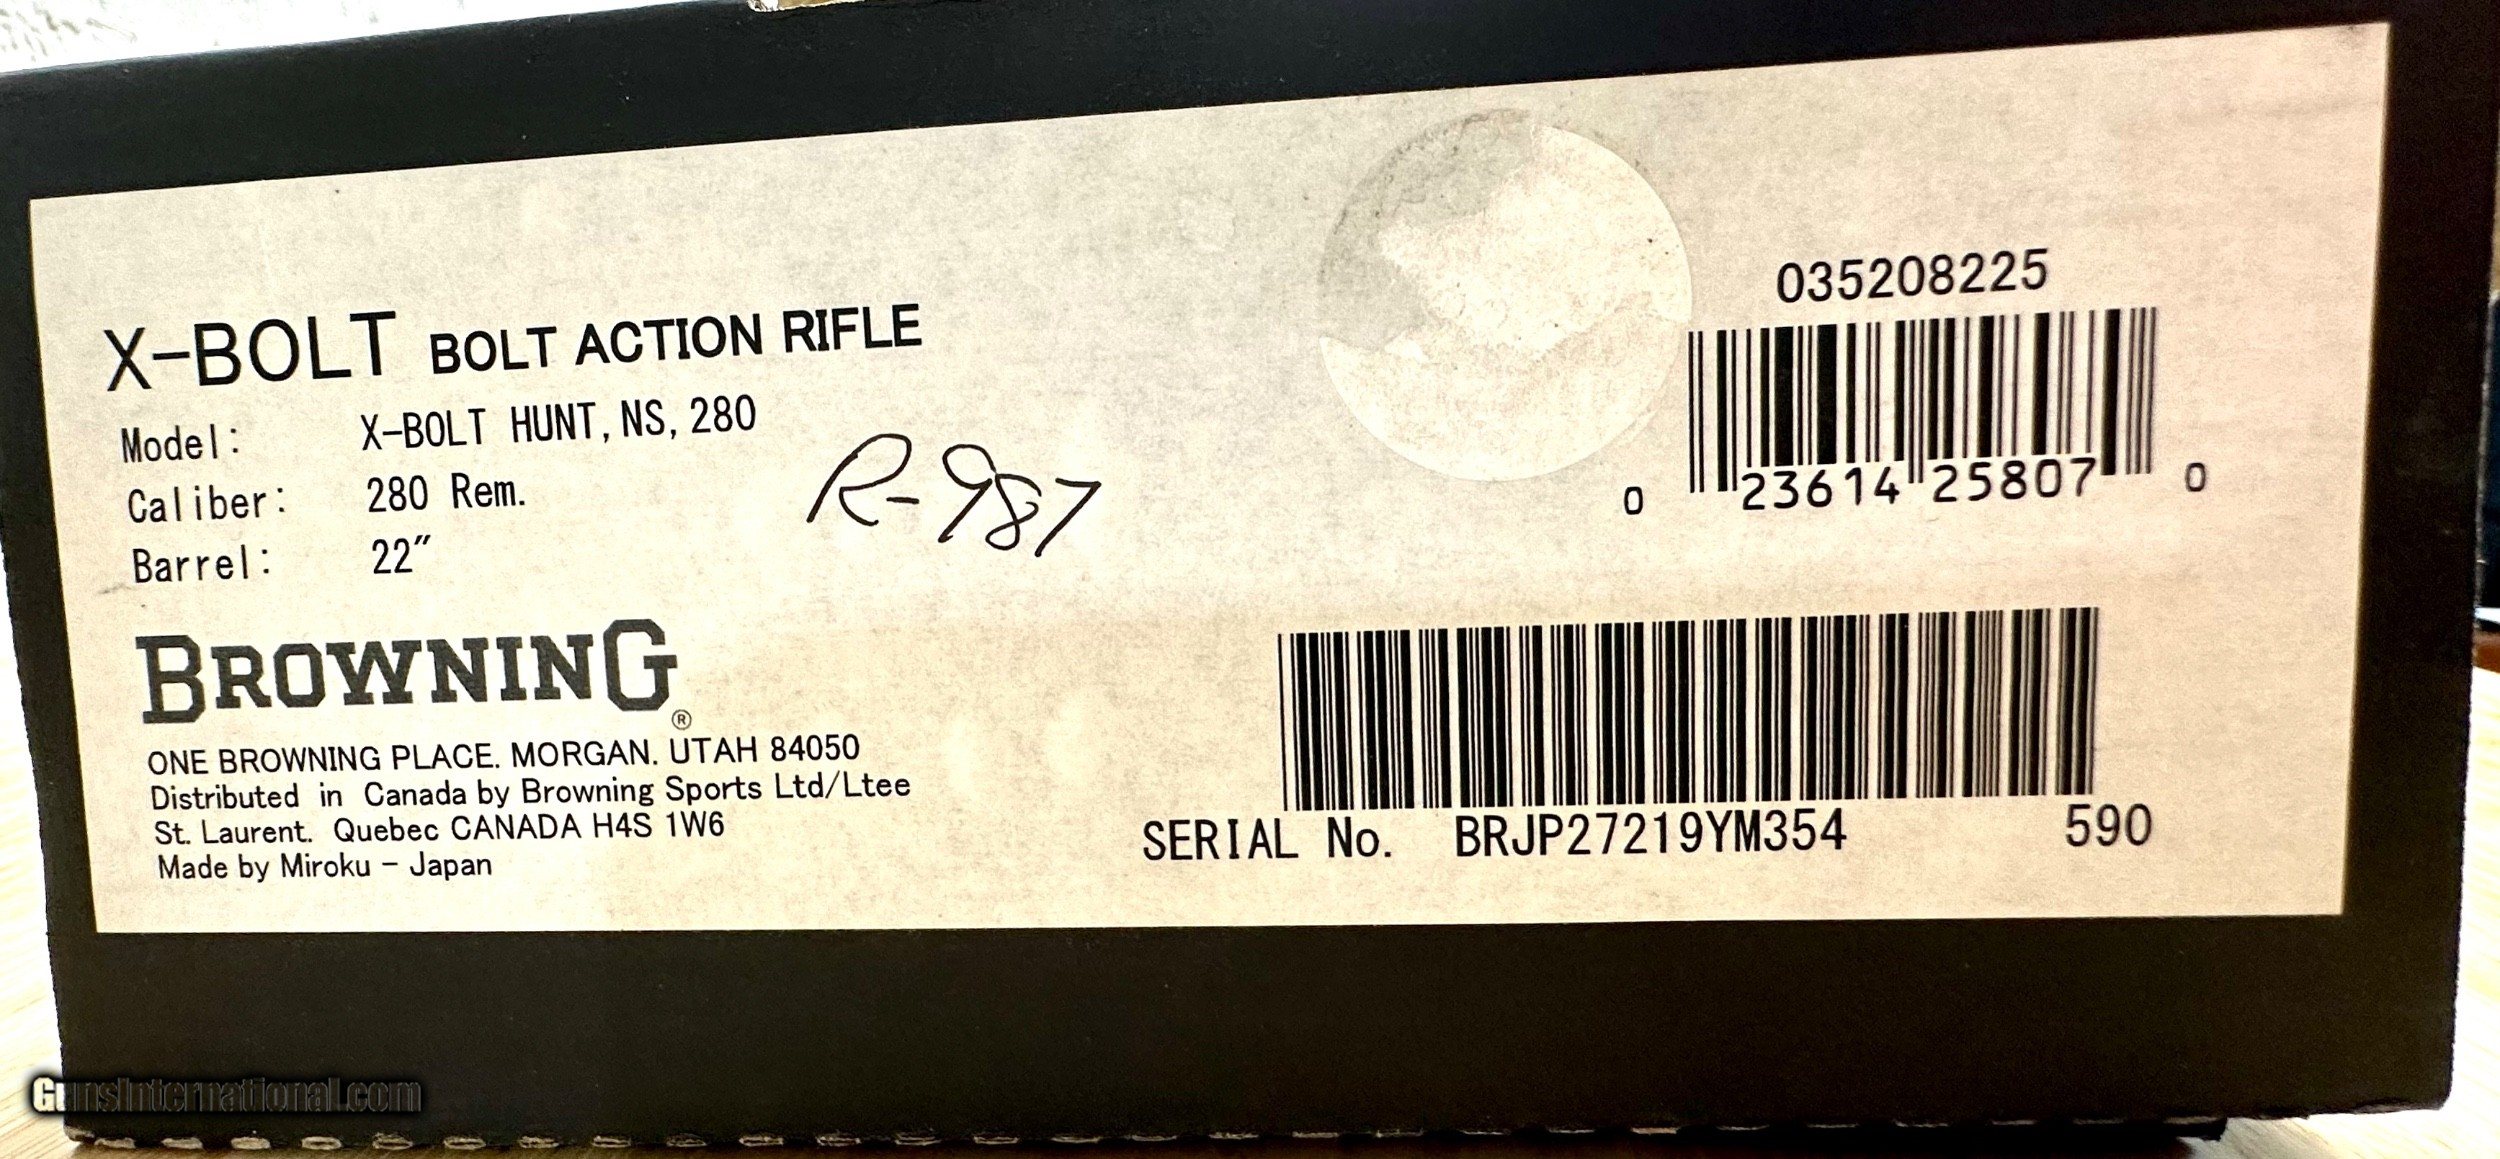 X-BOLT BOLT ACTION RIFLE
Model: X-BOLT HUNT, NS, 280
Caliber: 280 Rem.
Barrel: 22″
R-987
BROWNING®
ONE BROWNING PLACE. MORGAN. UTAH 84050
Distributed in Canada by Browning Sports Ltd/Ltee
St. Laurent. Quebec CANADA H4S 1W6
Made by Miroku - Japan
035208225
0 23614 25807 0
SERIAL No. BRJP27219YM354 590
GunsInternational.com